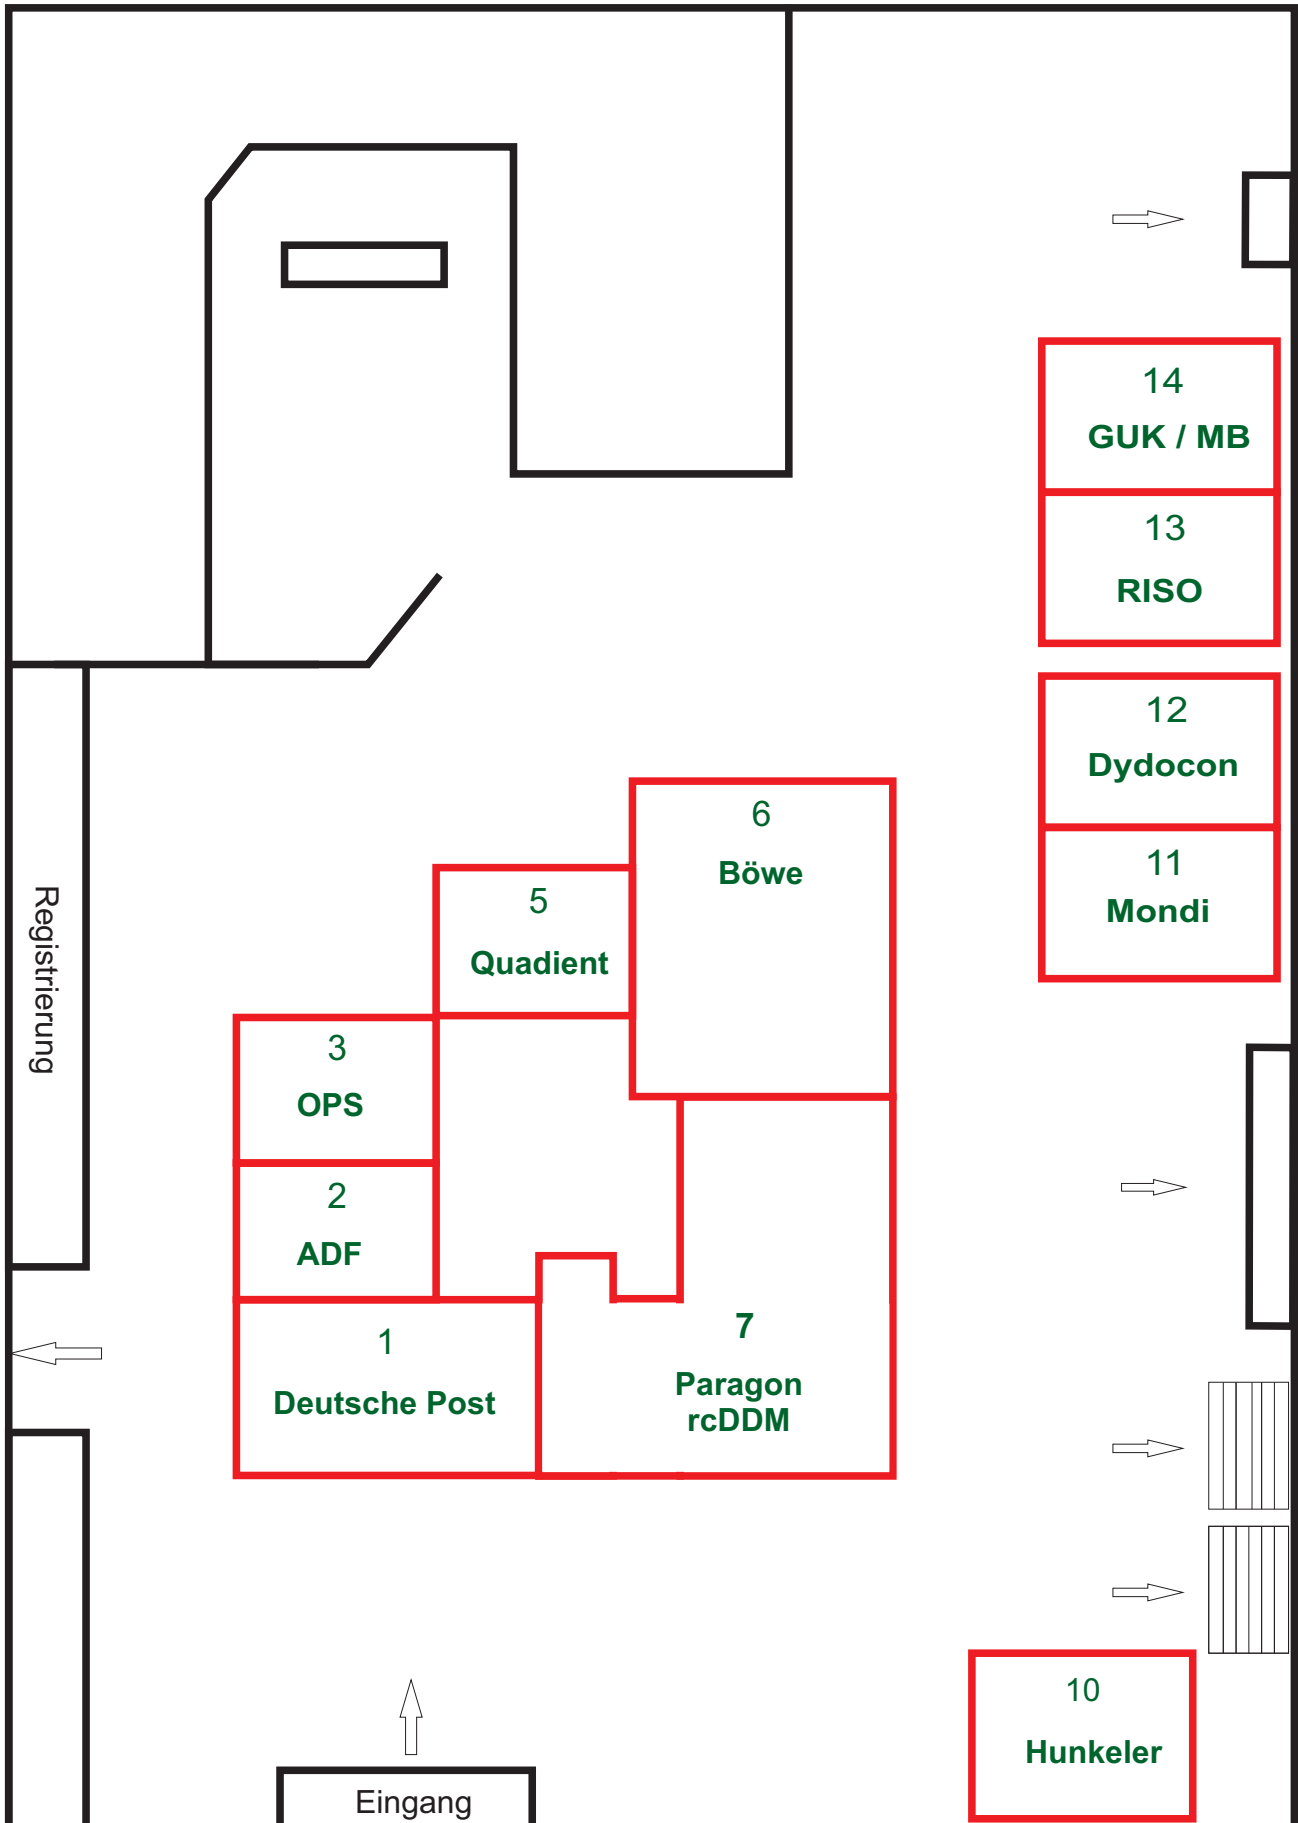 14
GUK / MB
13
RISO
12
Dydocon
11
Mondi
6
Böwe
5
Quadient
Registrierung
3
OPS
2
ADF
1
Deutsche Post
7
Paragon
rcDDM
10
Hunkeler
Eingang